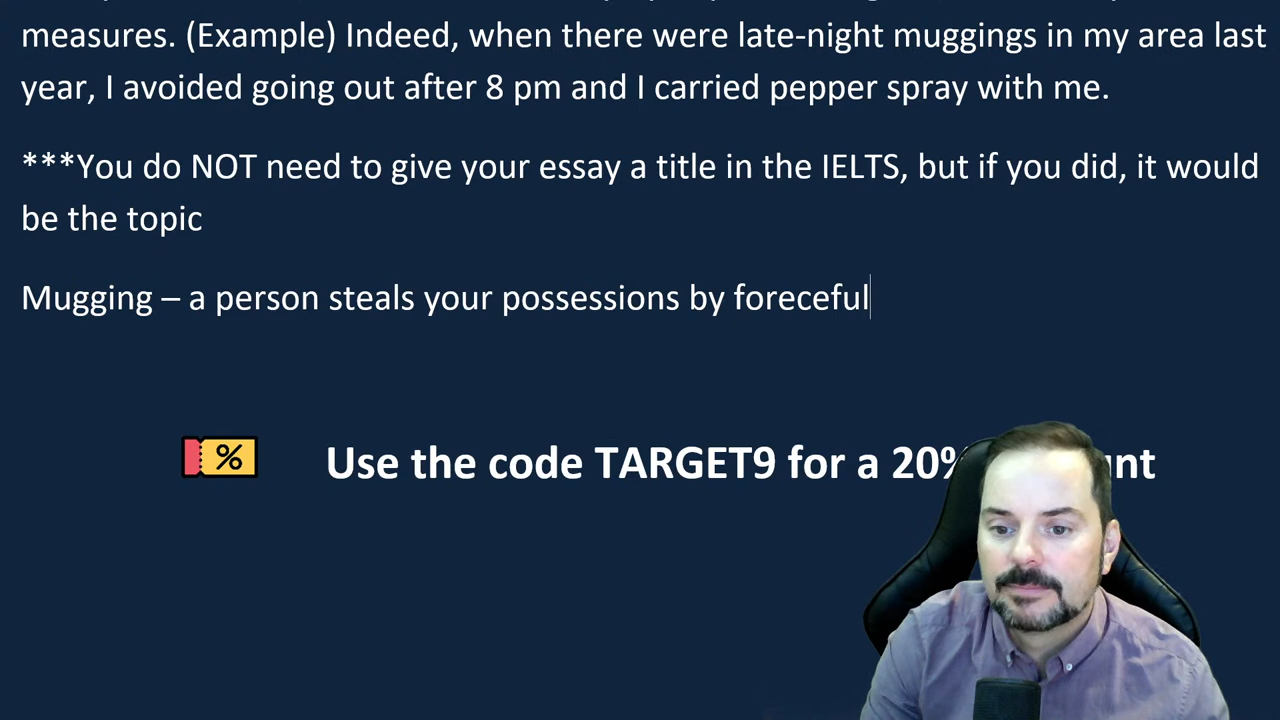 measures. (Example) Indeed, when there were late-night muggings in my area last
year, I avoided going out after 8 pm and I carried pepper spray with me.
***You do NOT need to give your essay a title in the IELTS, but if you did, it would
be the topic
Mugging – a person steals your possessions by foreceful
% Use the code TARGET9 for a 20%